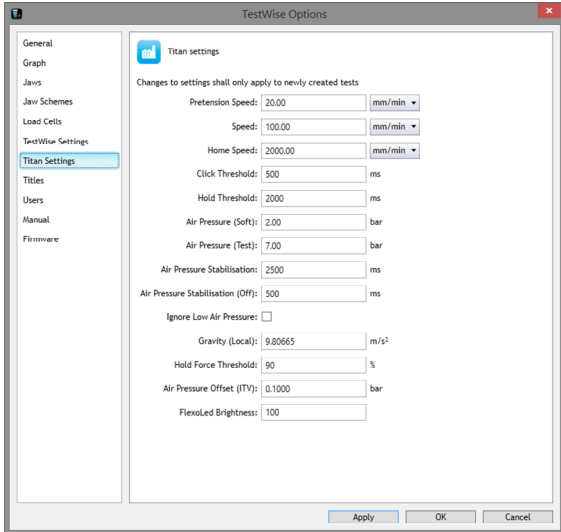 TestWise Options
General
Graph
Jaws
Jaw Schemes
Load Cells
TestWise Settings
Titan Settings
Titles
Users
Manual
Firmware
Titan settings
Changes to settings shall only apply to newly created tests
Pretension Speed: 20.00 mm/min
Speed: 100.00 mm/min
Home Speed: 2000.00 mm/min
Click Threshold: 500 ms
Hold Threshold: 2000 ms
Air Pressure (Soft): 2.00 bar
Air Pressure (Test): 7.00 bar
Air Pressure Stabilisation: 2500 ms
Air Pressure Stabilisation (Off): 500 ms
Ignore Low Air Pressure:
Gravity (Local): 9.80665 m/s²
Hold Force Threshold: 90 %
Air Pressure Offset (ITV): 0.1000 bar
FlexoLed Brightness: 100
Apply OK Cancel